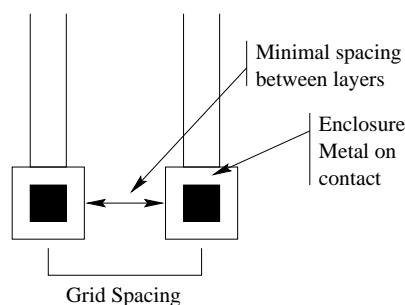 Minimal spacing
between layers
Enclosure
Metal on
contact
Grid Spacing